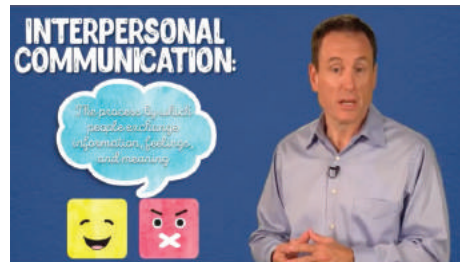 INTERPERSONAL
COMMUNICATION:
The process by which
people exchange
information, feelings,
and meaning